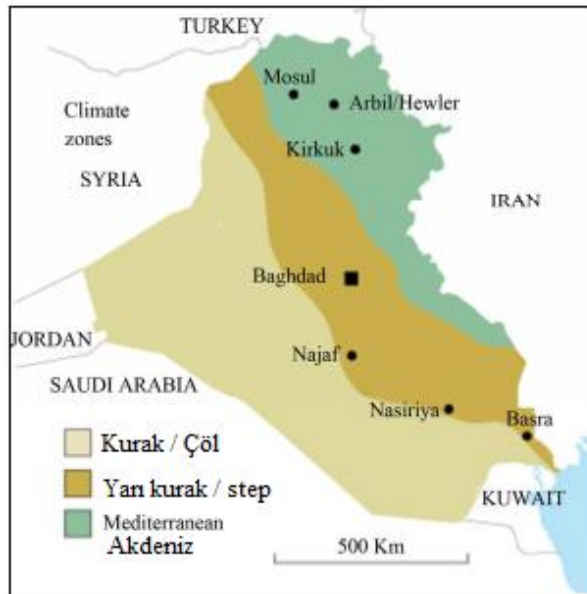 TURKEY
Mosul
Arbil/Hewler
Climate
zones
Kirkuk
SYRIA
IRAN
Baghdad
JORDAN
Najaf
SAUDI ARABIA
Nasiriya
Basra
Kurak / Çöl
Yarı kurak / step
KUWAIT
Mediterranean
Akdeniz
500 Km